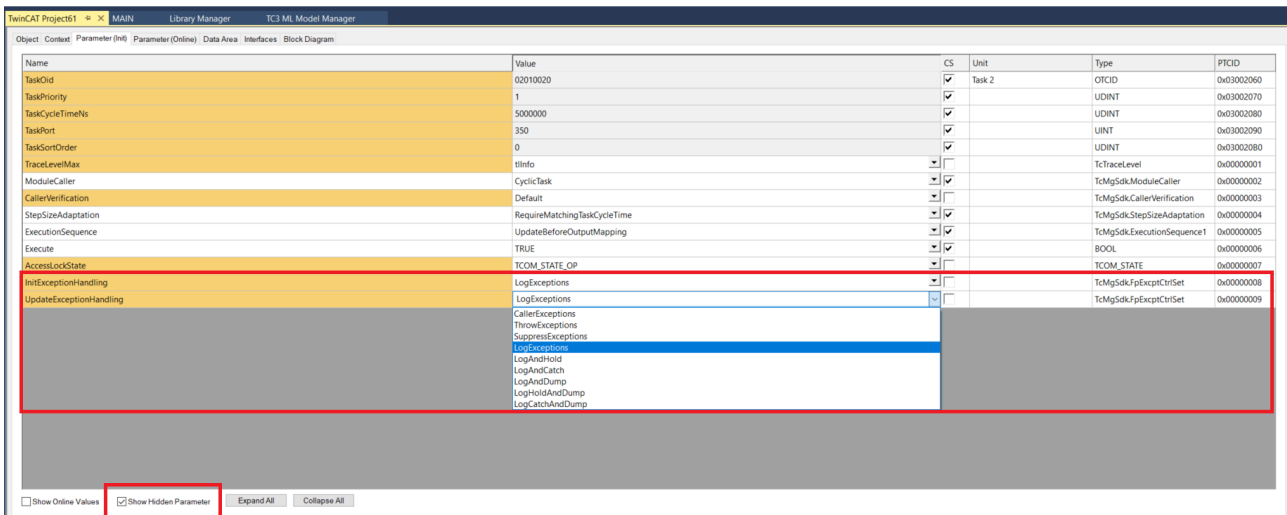 TwinCAT Project61 MAIN Library Manager TC3 ML Model Manager
Object Context Parameter (Init) Parameter (Online) Data Area Interfaces Block Diagram
Name Value CS Unit Type PTCID
TaskOid 02010020 Task 2 OTCID 0x03002060
TaskPriority 1 UDINT 0x03002070
TaskCycleTimeNs 5000000 UDINT 0x03002080
TaskPort 350 UINT 0x03002090
TaskSortOrder 0 UDINT 0x030020B0
TraceLevelMax tlInfo TcTraceLevel 0x00000001
ModuleCaller CyclicTask TcMgSdk.ModuleCaller 0x00000002
CallerVerification Default TcMgSdk.CallerVerification 0x00000003
StepSizeAdaptation RequireMatchingTaskCycleTime TcMgSdk.StepSizeAdaptation 0x00000004
ExecutionSequence UpdateBeforeOutputMapping TcMgSdk.ExecutionSequence1 0x00000005
Execute TRUE BOOL 0x00000006
AccessLockState TCOM_STATE_OP TCOM_STATE 0x00000007
InitExceptionHandling LogExceptions TcMgSdk.FpExcptCtrlSet 0x00000008
UpdateExceptionHandling LogExceptions TcMgSdk.FpExcptCtrlSet 0x00000009
CallerExceptions
ThrowExceptions
SuppressExceptions
LogExceptions
LogAndHold
LogAndCatch
LogAndDump
LogHoldAndDump
LogCatchAndDump
Show Online Values Show Hidden Parameter Expand All Collapse All